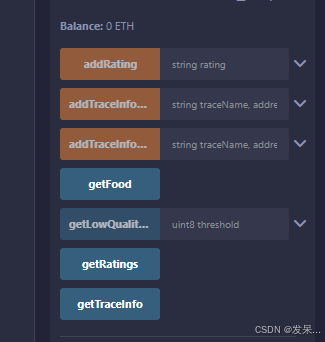 Balance: 0 ETH
addRating string rating
addTraceInfo... string traceName, addre
addTraceInfo... string traceName, addre
getFood
getLowQualit... uint8 threshold
getRatings
getTraceInfo
CSDN @发呆...